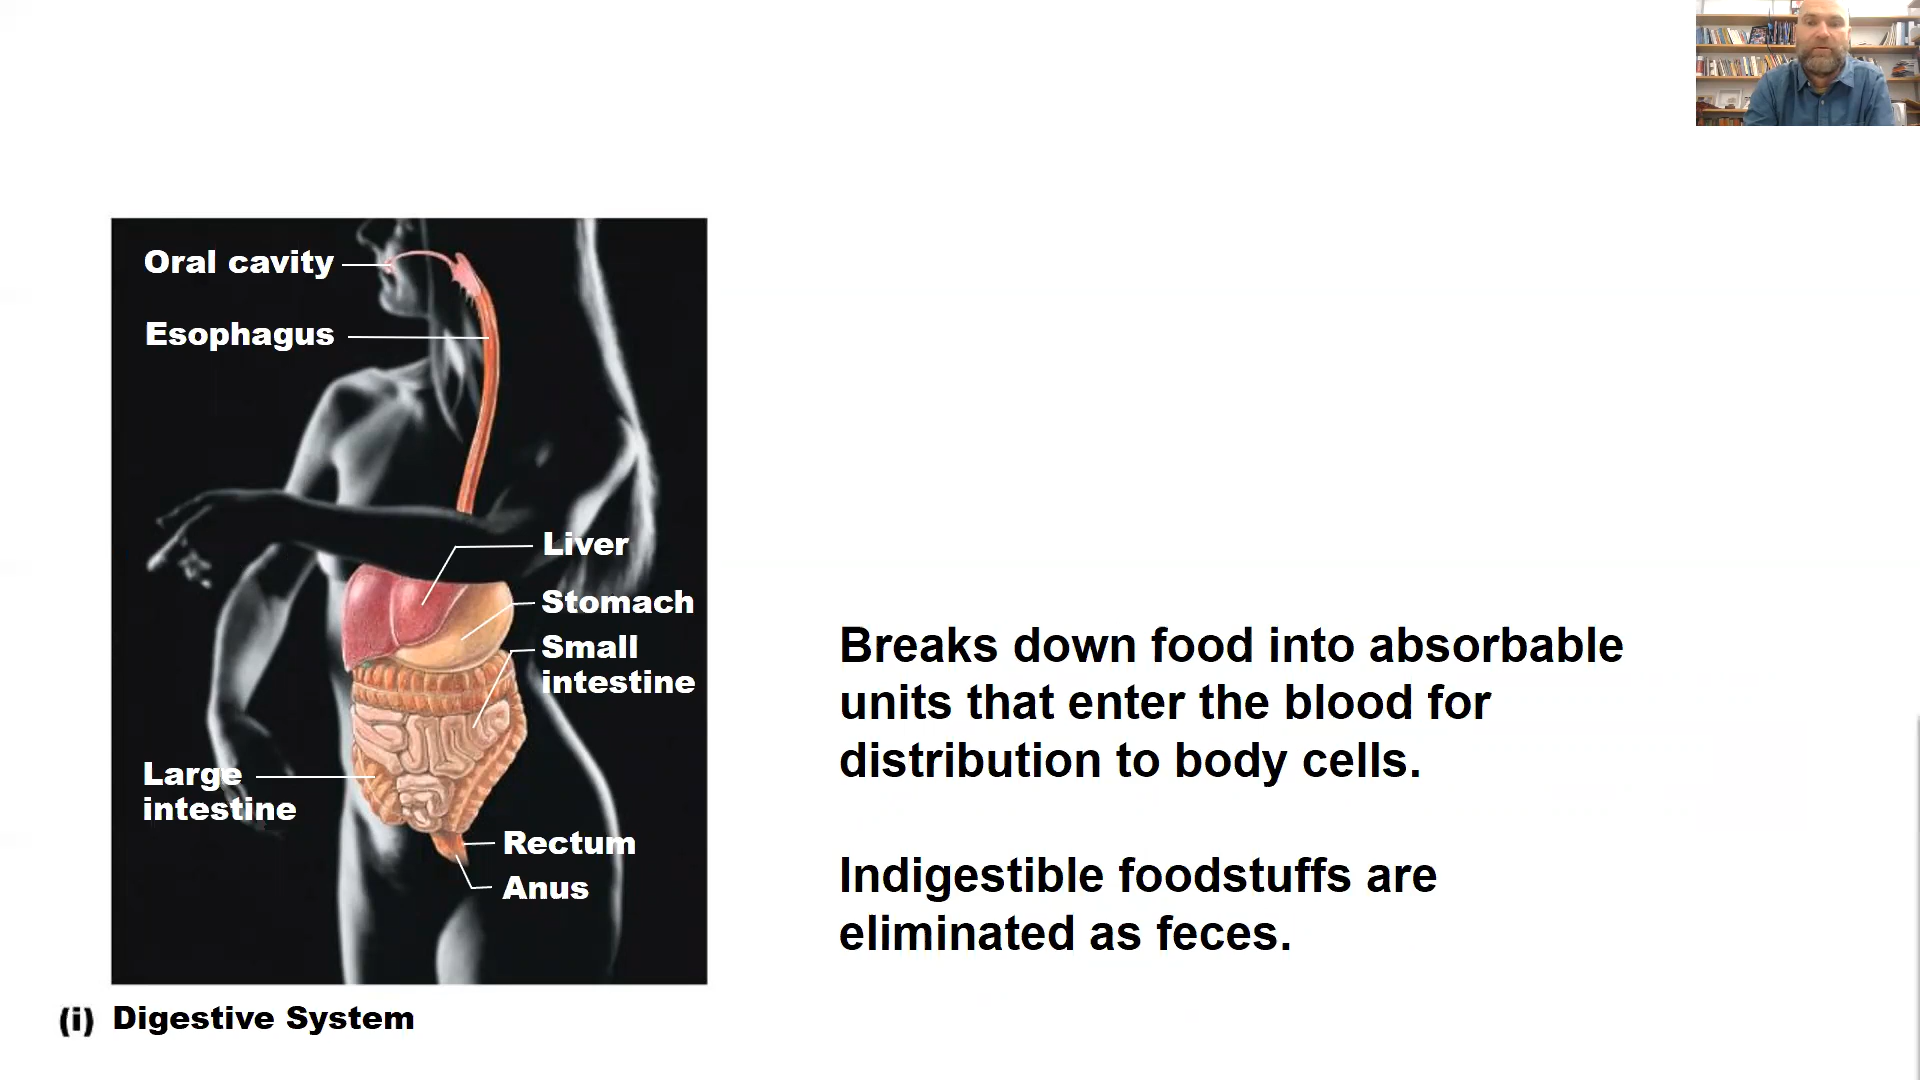 Oral cavity
Esophagus
Liver
Stomach
Small
intestine
Large
intestine
Rectum
Anus
(i) Digestive System
Breaks down food into absorbable
units that enter the blood for
distribution to body cells.
Indigestible foodstuffs are
eliminated as feces.